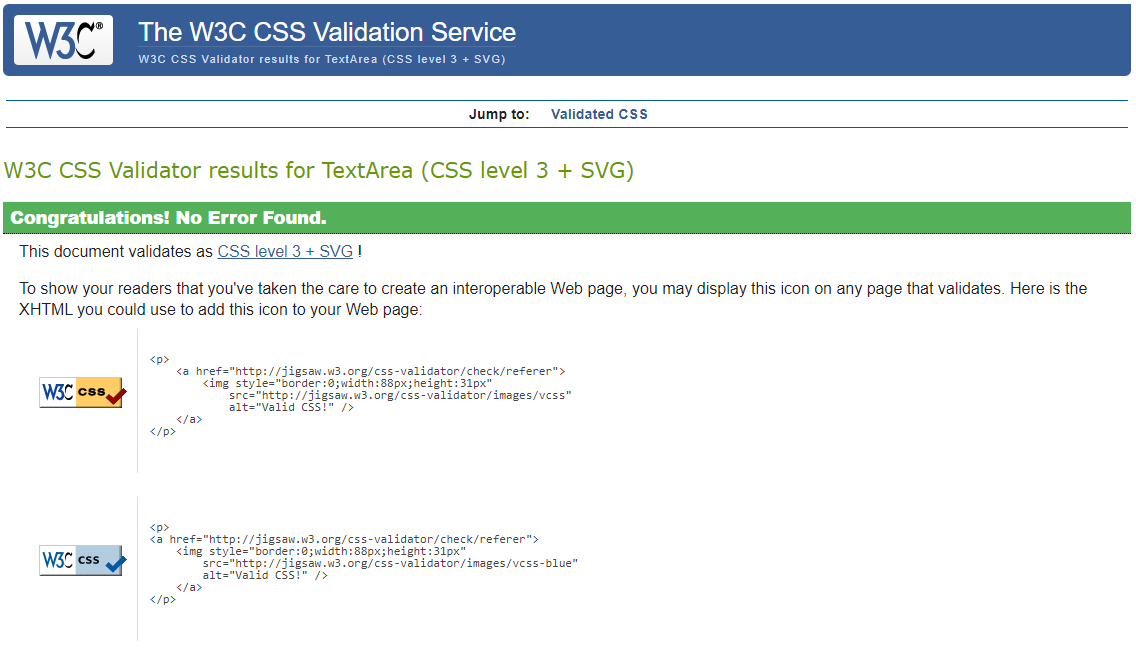 W3C®
The W3C CSS Validation Service
W3C CSS Validator results for TextArea (CSS level 3 + SVG)
Jump to: Validated CSS
W3C CSS Validator results for TextArea (CSS level 3 + SVG)
Congratulations! No Error Found.
This document validates as CSS level 3 + SVG !
To show your readers that you've taken the care to create an interoperable Web page, you may display this icon on any page that validates. Here is the
XHTML you could use to add this icon to your Web page:
W3C css
<p>
<a href="http://jigsaw.w3.org/css-validator/check/referer">
<img style="border:0;width:88px;height:31px"
src="http://jigsaw.w3.org/css-validator/images/vcss"
alt="Valid CSS!" />
</a>
</p>
W3C css
<p>
<a href="http://jigsaw.w3.org/css-validator/check/referer">
<img style="border:0;width:88px;height:31px"
src="http://jigsaw.w3.org/css-validator/images/vcss-blue"
alt="Valid CSS!" />
</a>
</p>